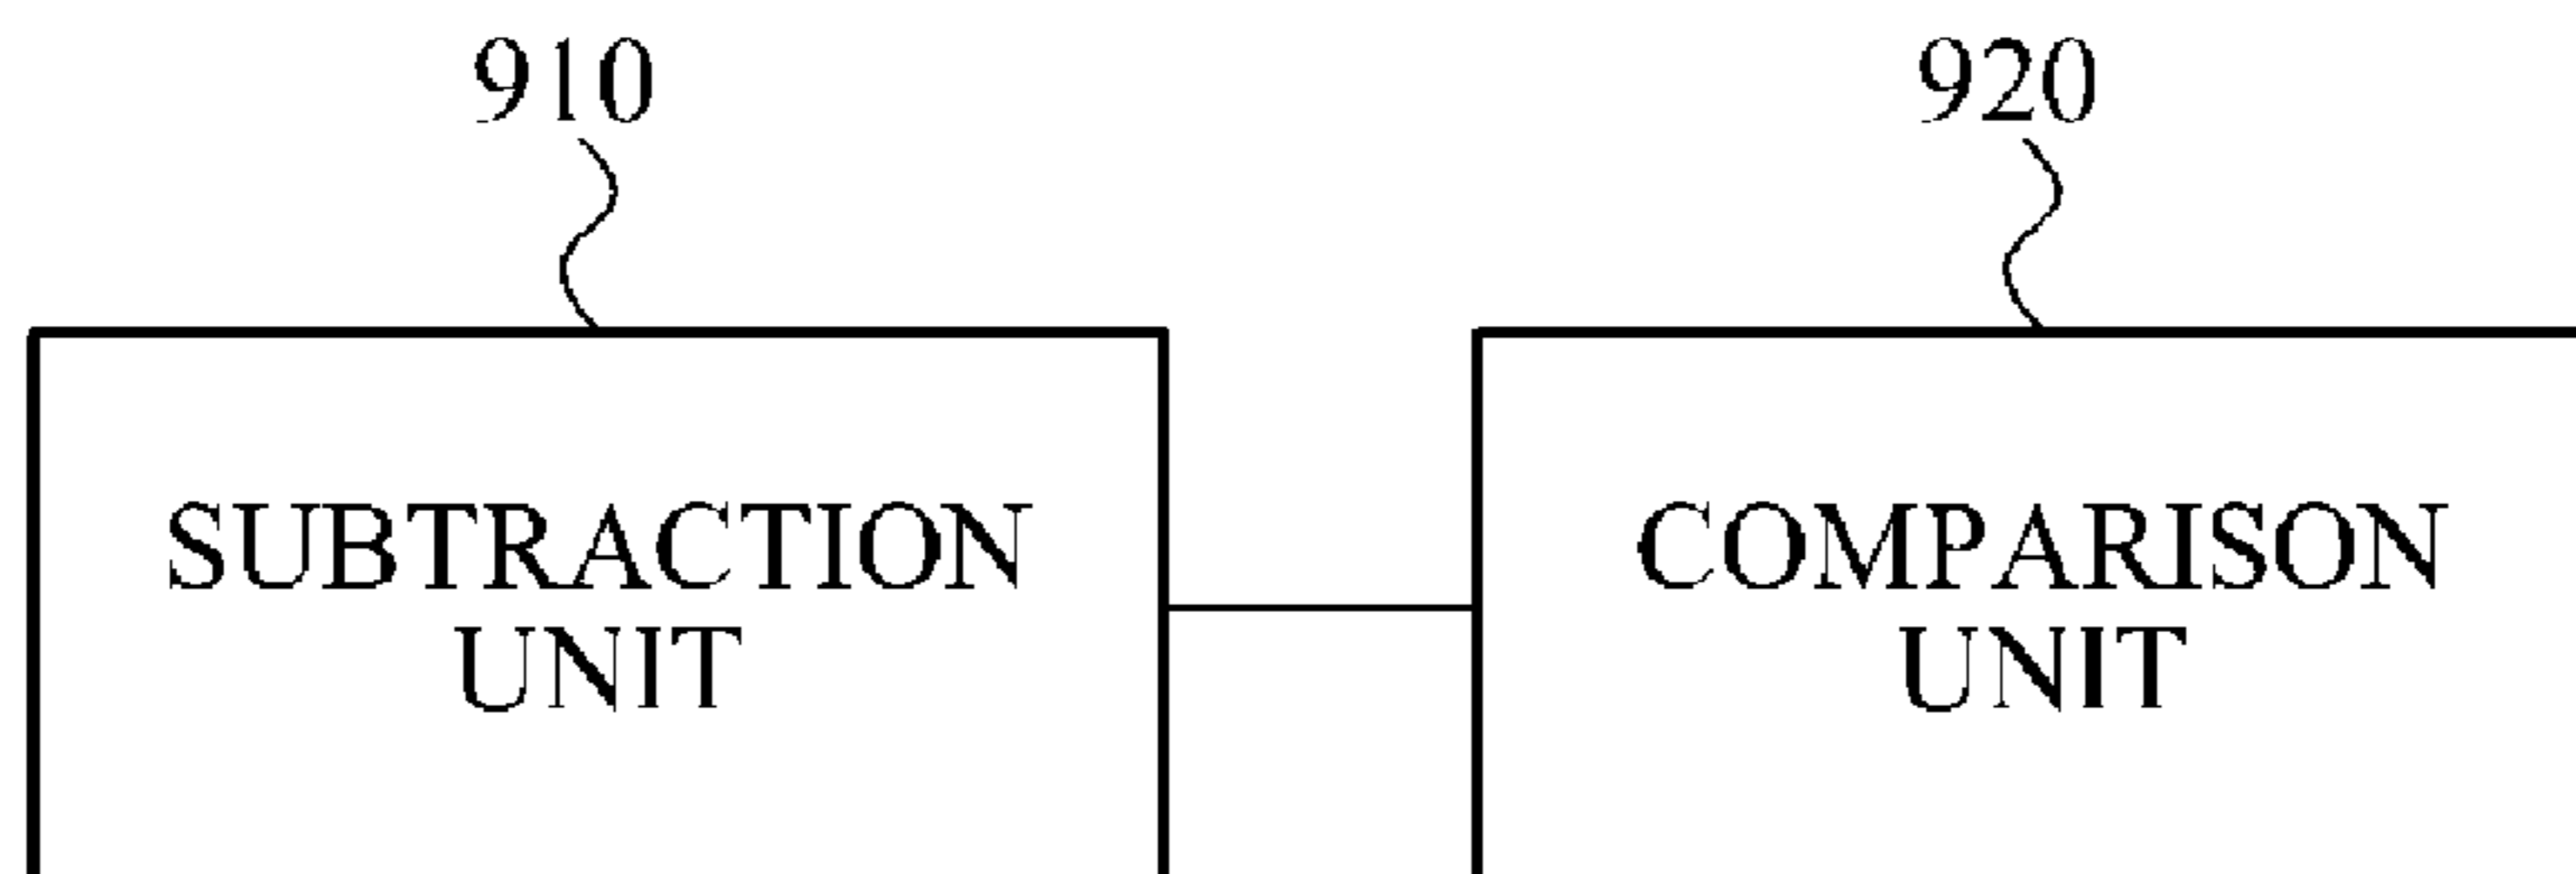 910
920
SUBTRACTION
UNIT
COMPARISON
UNIT